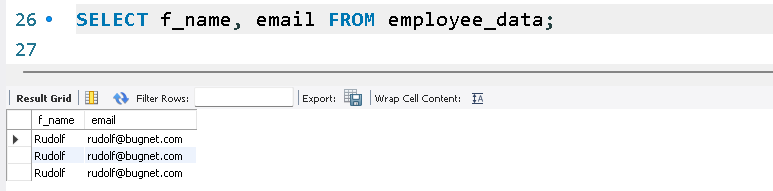 26 SELECT f_name, email FROM employee_data;
27
Result Grid Filter Rows: Export: Wrap Cell Content: IA
f_name email
Rudolf rudolf@bugnet.com
Rudolf rudolf@bugnet.com
Rudolf rudolf@bugnet.com